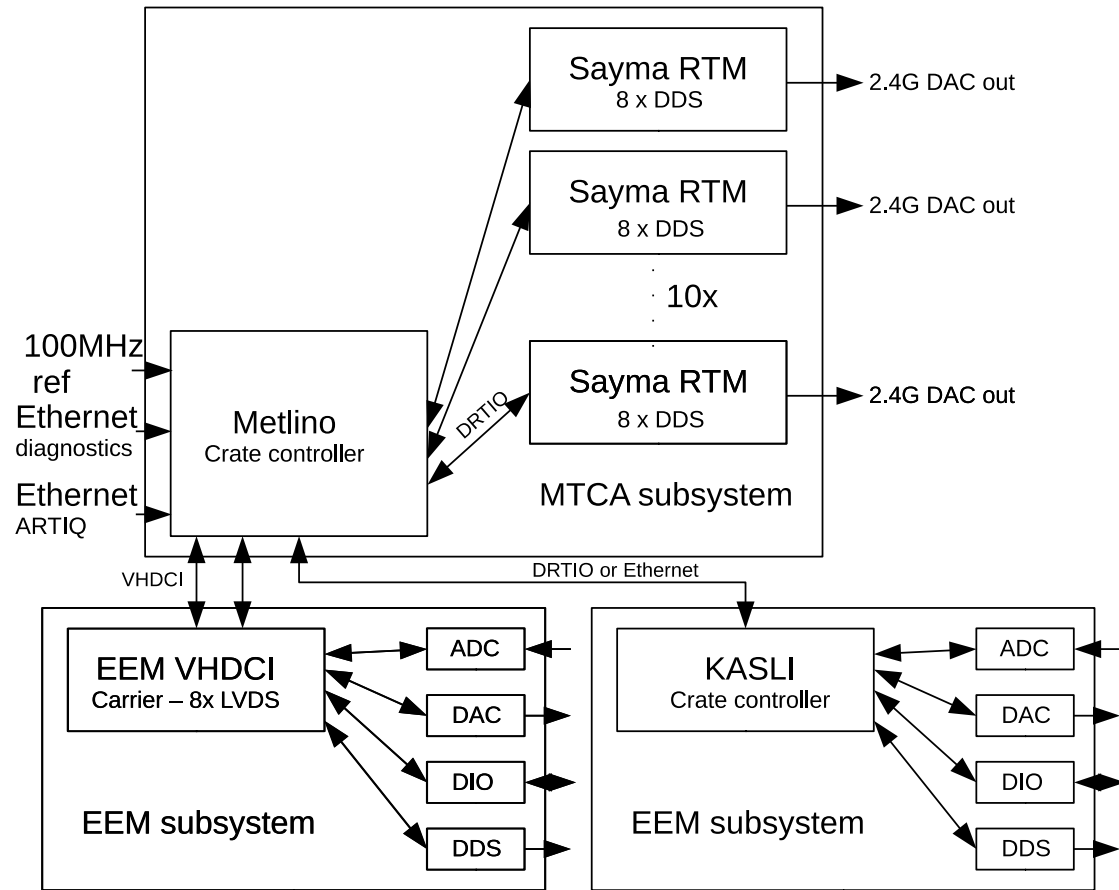 Sayma RTM
8 x DDS
2.4G DAC out
Sayma RTM
8 x DDS
2.4G DAC out
10x
100MHz
ref
Ethernet
diagnostics
Ethernet
ARTIQ
Metlino
Crate controller
DRTIO
Sayma RTM
8 x DDS
2.4G DAC out
MTCA subsystem
VHDCI
DRTIO or Ethernet
EEM VHDCI
Carrier – 8x LVDS
ADC
DAC
DIO
DDS
EEM subsystem
KASLI
Crate controller
ADC
DAC
DIO
DDS
EEM subsystem